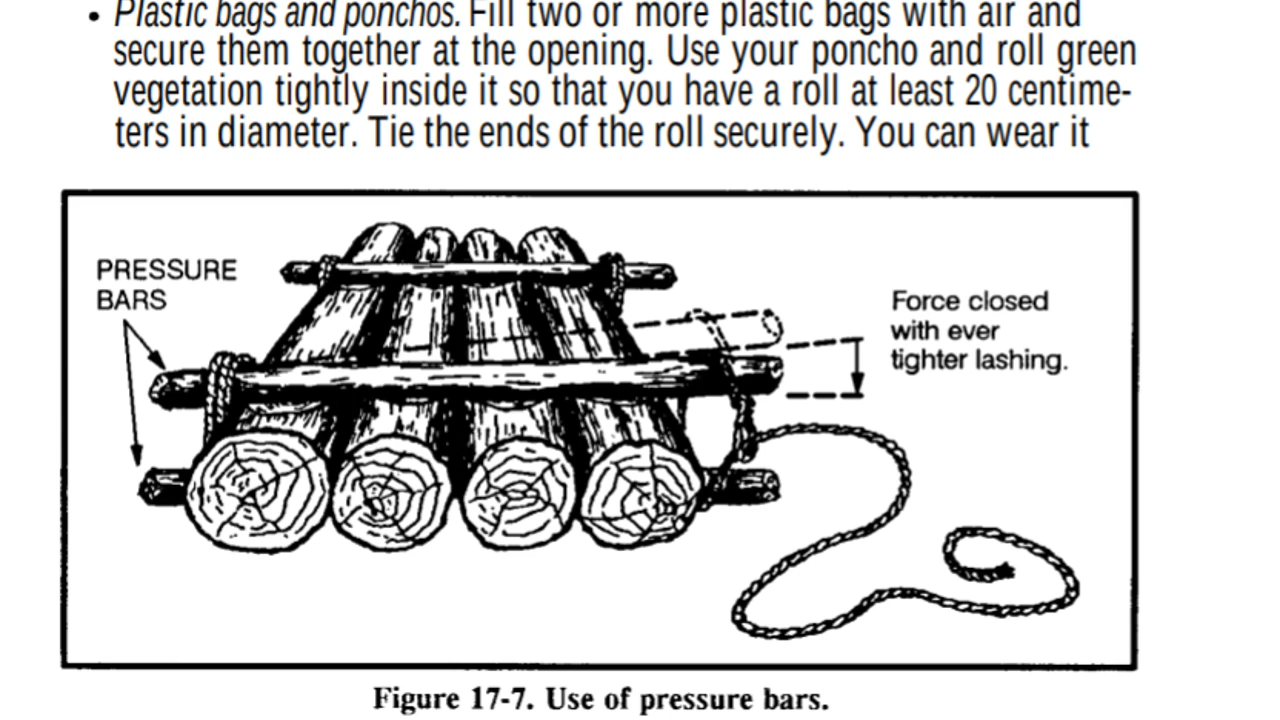 • Plastic bags and ponchos. Fill two or more plastic bags with air and
secure them together at the opening. Use your poncho and roll green
vegetation tightly inside it so that you have a roll at least 20 centime-
ters in diameter. Tie the ends of the roll securely. You can wear it
PRESSURE
BARS
Force closed
with ever
tighter lashing.
Figure 17-7. Use of pressure bars.